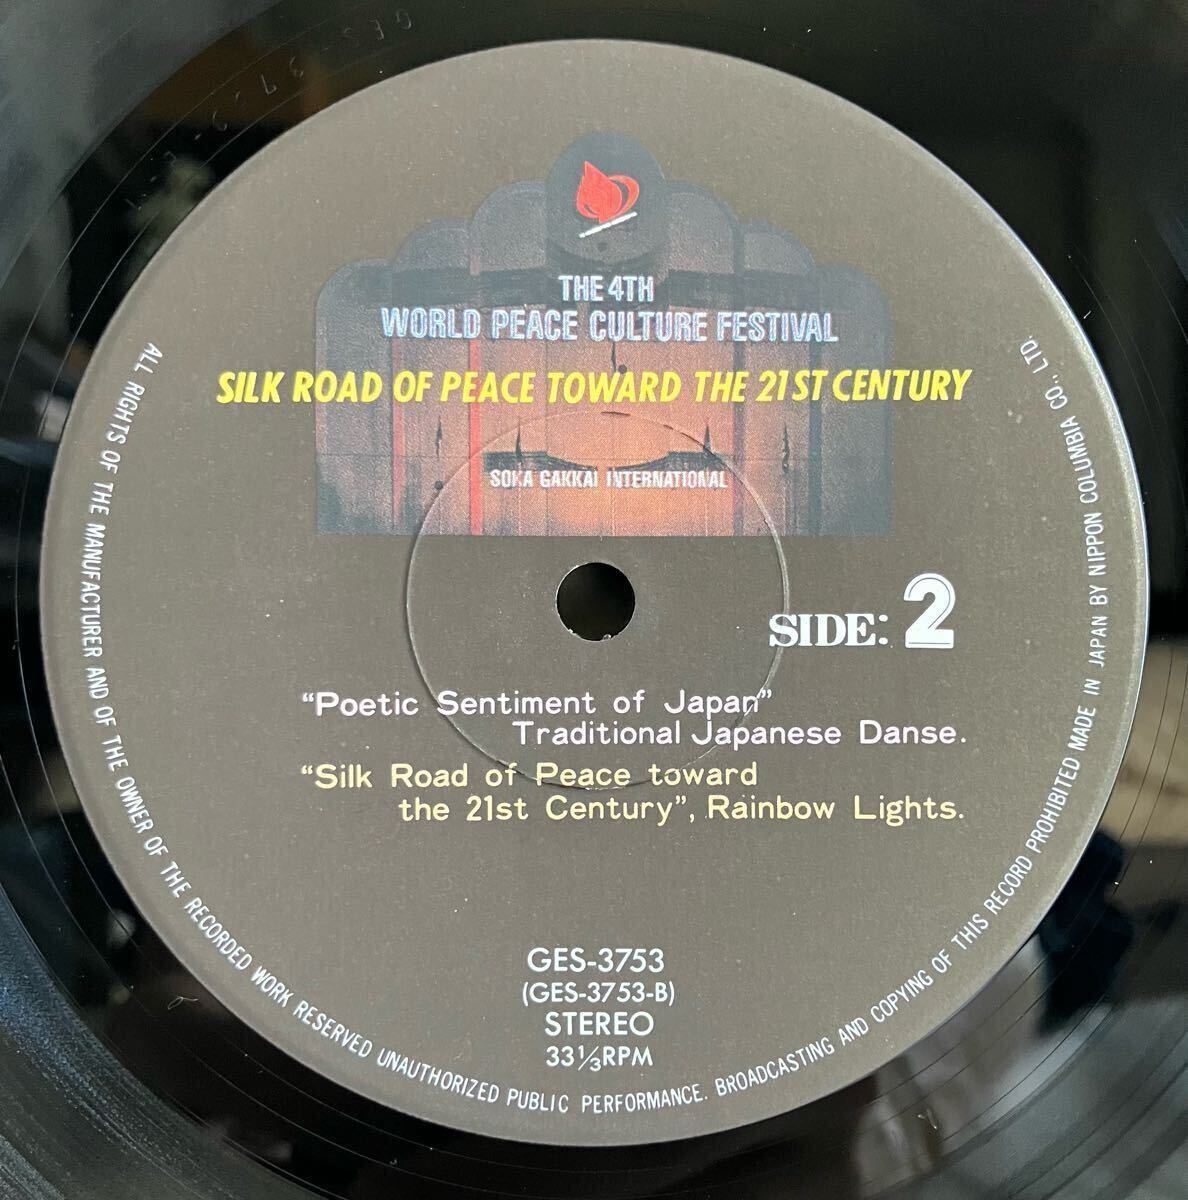 THE 4TH
WORLD PEACE CULTURE FESTIVAL
SILK ROAD OF PEACE TOWARD THE 21ST CENTURY
SOKA GAKKAI INTERNATIONAL
SIDE: 2
“Poetic Sentiment of Japan”
Traditional Japanese Danse.
“Silk Road of Peace toward
the 21st Century”, Rainbow Lights.
GES-3753
(GES-3753-B)
STEREO
33⅓RPM
ALL RIGHTS OF THE MANUFACTURER AND OF THE OWNER OF THE RECORDED WORK RESERVED UNAUTHORIZED PUBLIC PERFORMANCE. BROADCASTING AND COPYING OF THIS RECORD PROHIBITED MADE IN JAPAN BY NIPPON COLUMBIA CO., LTD.